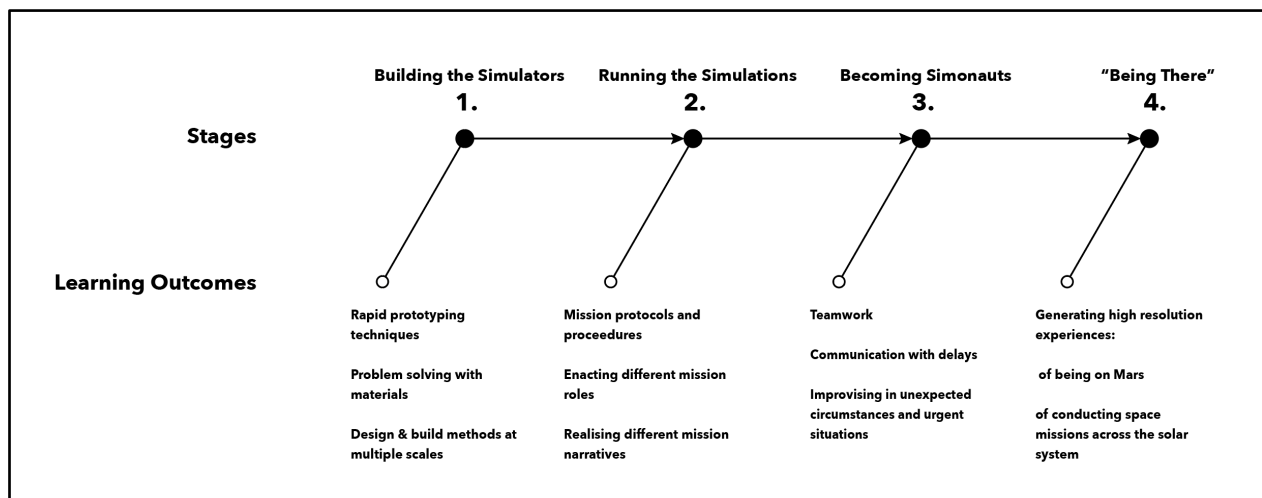 Building the Simulators
Running the Simulations
Becoming Simonauts
“Being There”
1.
2.
3.
4.
Stages
Learning Outcomes
Rapid prototyping
techniques
Problem solving with
materials
Design & build methods at
multiple scales
Mission protocols and
proceedures
Enacting different mission
roles
Realising different mission
narratives
Teamwork
Communication with delays
Improvising in unexpected
circumstances and urgent
situations
Generating high resolution
experiences:
of being on Mars
of conducting space
missions across the solar
system